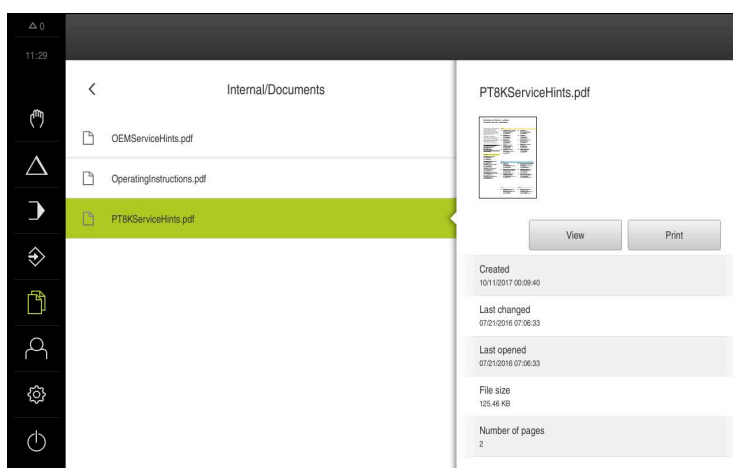 0
11:29
Internal/Documents
OEMServiceHints.pdf
OperatingInstructions.pdf
PT8KServiceHints.pdf
PT8KServiceHints.pdf
View
Print
Created
10/11/2017 00:09:40
Last changed
07/21/2016 07:06:33
Last opened
07/21/2016 07:06:33
File size
125.46 KB
Number of pages
2